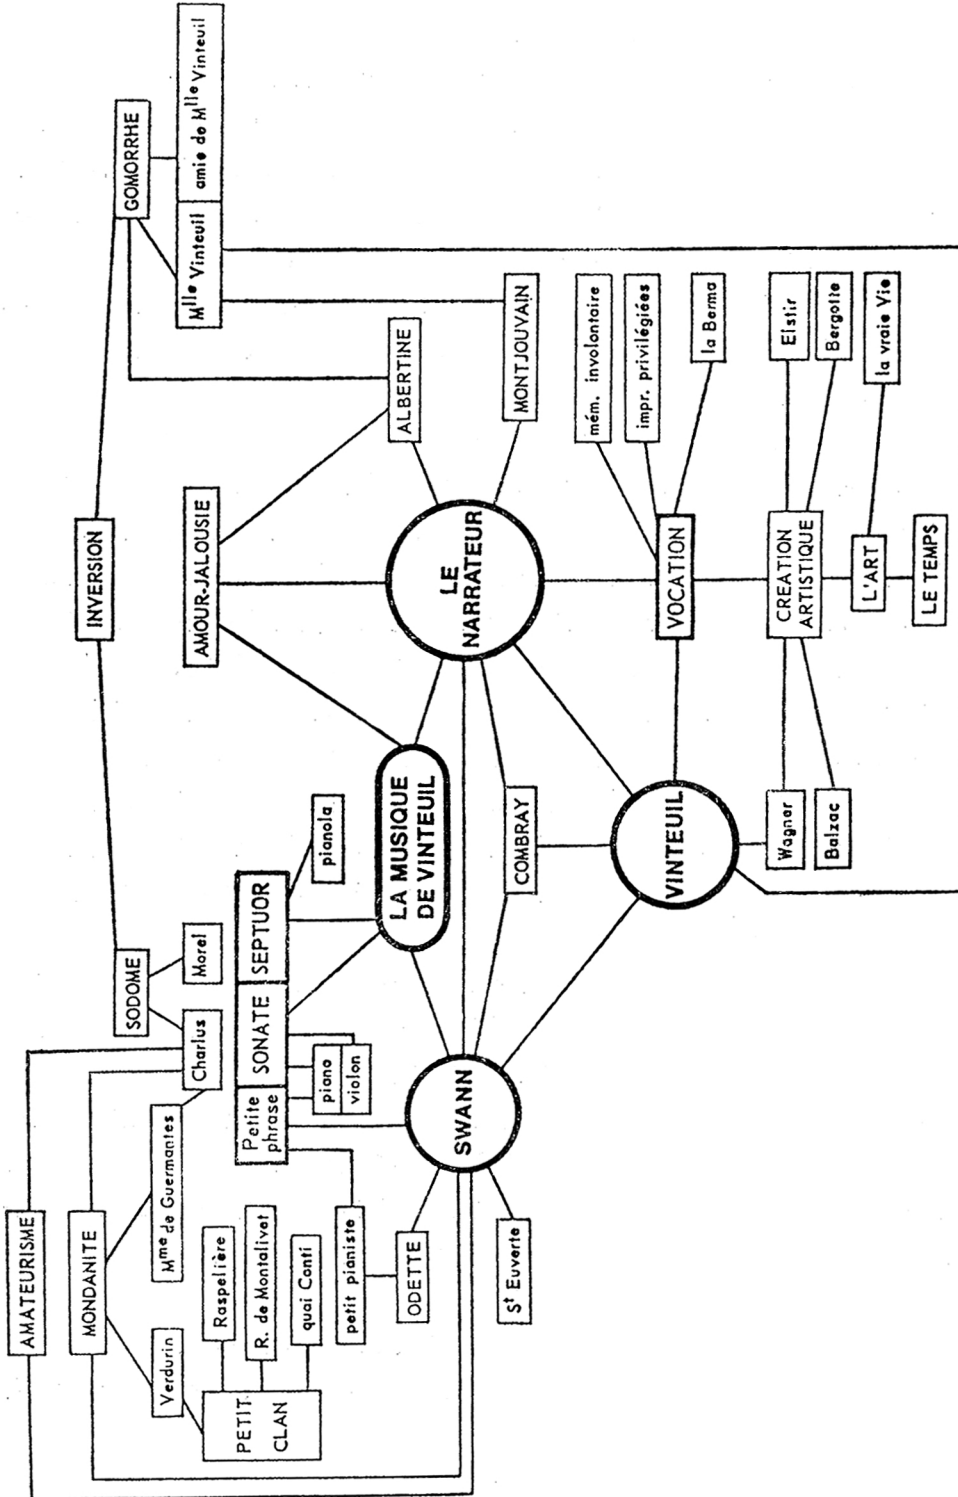 AMATEURISME
MONDANITE
Verdurin
Mme de Guermantes
Charlus
PETIT
CLAN
Raspelière
R. de Montalivet
quai Conti
petit pianiste
ODETTE
St Euverte
SODOME
Morel
Petite
phrase
SONATE
SEPTUOR
piano
violon
pianola
SWANN
LA MUSIQUE
DE VINTEUIL
COMBRAY
VINTEUIL
INVERSION
AMOUR-JALOUSIE
LE
NARRATEUR
ALBERTINE
MONTJOUVAIN
GOMORRHE
Mlle Vinteuil
amie de Mlle Vinteuil
VOCATION
mém. involontaire
impr. privilégiées
la Berma
CREATION
ARTISTIQUE
Wagner
Balzac
Elstir
Bergotte
L'ART
la vraie Vie
LE TEMPS